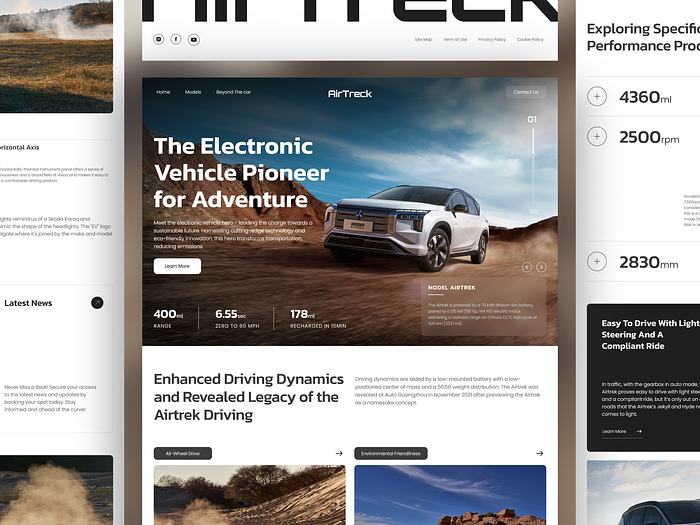 AIRTRECK
Site Map
Term of Use
Privacy Policy
Cookie Policy
Home
Models
Beyond The car
AirTreck
Contact Us
01
The Electronic
Vehicle Pioneer
for Adventure
Meet the electronic vehicle hero - leading the charge towards a
sustainable future. Harnessing cutting-edge technology and
eco-friendly innovation, this hero transforms transportation,
reducing emissions
Learn More
MODEL AIRTREK
The Airtrek is powered by a 70 kWh lithium-ion battery,
paired to a 135 kW (181 hp; 184 PS) electric motor
delivering a claimed range on China's CLTC test cycle of
520 km (323.1 mi).
400mi
RANGE
6.55sec
ZERO TO 60 MPH
178mi
RECHARGED IN 15MIN
Enhanced Driving Dynamics
and Revealed Legacy of the
Airtrek Driving
Driving dynamics are aided by a low-mounted battery with a low-
positioned center of mass and a 50:50 weight distribution. The Airtrek was
revealed at Auto Guangzhou in November 2021 after previewing the Airtrek
as a namesake concept.
All-Wheel Drive
Environmental Friendliness
orizontal Axis
horizontally-themed instrument panel offers a sense of
ciousness and a broad field of vision, and makes it easy to
a comfortable driving position.
ights remind us of a Skoda Karoq and
mimic the shape of the headlights. The "EV" logo
ilgate where it's joined by the make and model
Latest News
Never Miss a Beat! Secure your access
to the latest news and updates by
booking your spot today. Stay
informed and ahead of the curve!
Exploring Specific
Performance Prod
4360ml
2500rpm
2830mm
Easy To Drive With Light
Steering And A
Compliant Ride
In traffic, with the gearbox in auto mode,
Airtrek proves easy to drive with light steer
and a compliant ride, but it's only out on
roads that the Airtrek's Jekyll and Hyde n
comes to light.
Learn More